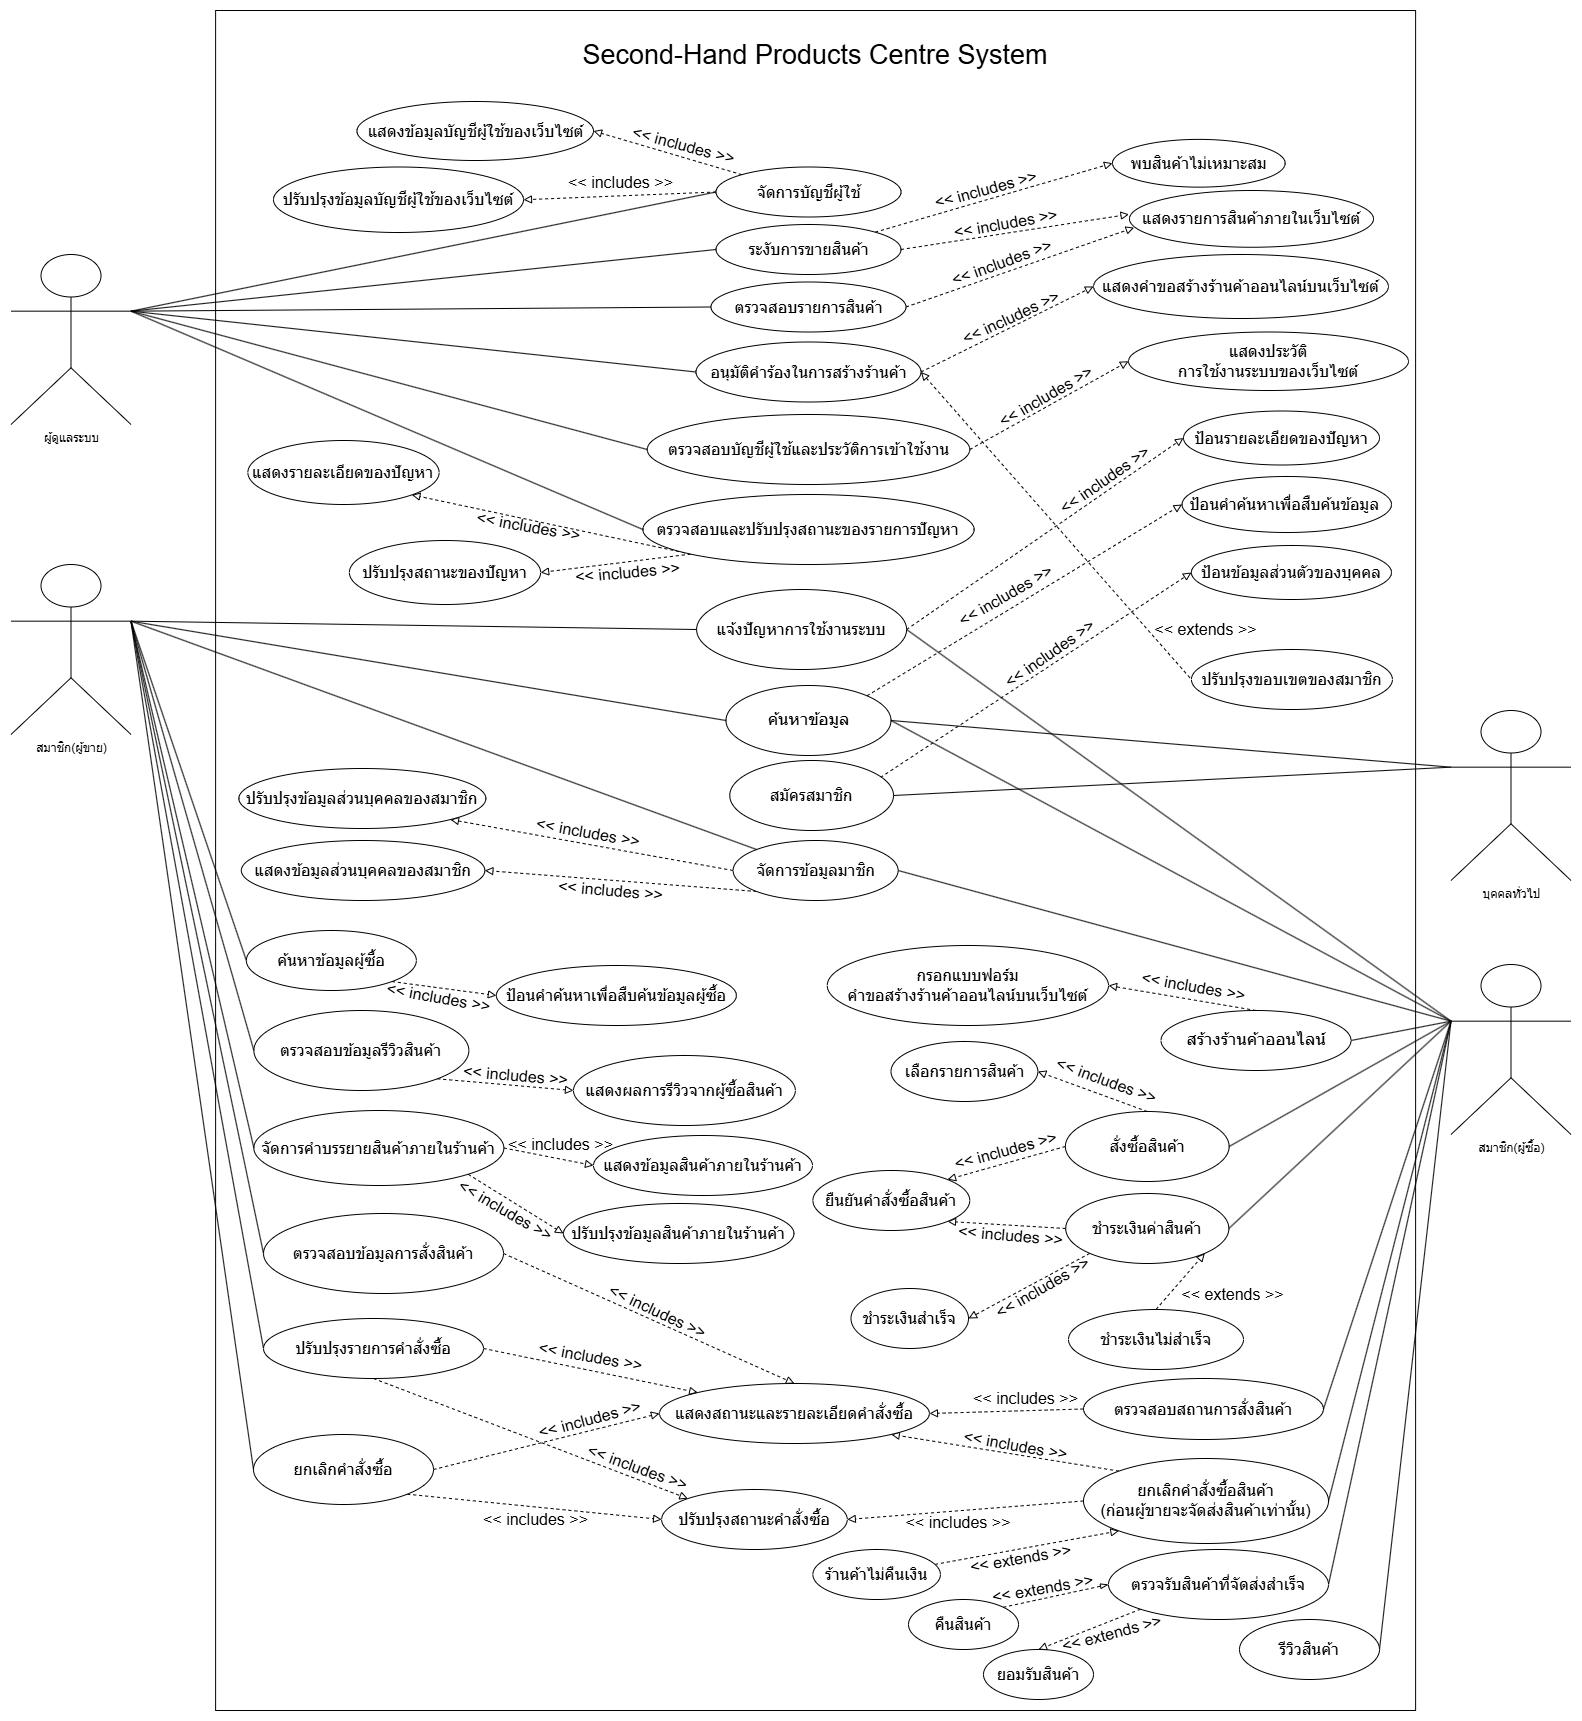 Second-Hand Products Centre System
แสดงข้อมูลบัญชีผู้ใช้ของเว็บไซต์
<< includes >>
ปรับปรุงข้อมูลบัญชีผู้ใช้ของเว็บไซต์
<< includes >>
จัดการบัญชีผู้ใช้
พบสินค้าไม่เหมาะสม
<< includes >>
แสดงรายการสินค้าภายในเว็บไซต์
<< includes >>
ระงับการขายสินค้า
<< includes >>
ตรวจสอบรายการสินค้า
แสดงคำขอสร้างร้านค้าออนไลน์บนเว็บไซต์
<< includes >>
อนุมัติคำร้องในการสร้างร้านค้า
แสดงประวัติ
การใช้งานระบบของเว็บไซต์
<< includes >>
ผู้ดูแลระบบ
ตรวจสอบบัญชีผู้ใช้และประวัติการเข้าใช้งาน
ป้อนรายละเอียดของปัญหา
<< includes >>
แสดงรายละเอียดของปัญหา
<< includes >>
ตรวจสอบและปรับปรุงสถานะของรายการปัญหา
ป้อนคำค้นหาเพื่อสืบค้นข้อมูล
<< includes >>
ปรับปรุงสถานะของปัญหา
<< includes >>
ป้อนข้อมูลส่วนตัวของบุคคล
<< includes >>
แจ้งปัญหาการใช้งานระบบ
<< extends >>
ปรับปรุงขอบเขตของสมาชิก
ค้นหาข้อมูล
สมาชิก(ผู้ขาย)
สมัครสมาชิก
ปรับปรุงข้อมูลส่วนบุคคลของสมาชิก
<< includes >>
แสดงข้อมูลส่วนบุคคลของสมาชิก
<< includes >>
จัดการข้อมูลมาชิก
บุคคลทั่วไป
ค้นหาข้อมูลผู้ซื้อ
<< includes >>
ป้อนคำค้นหาเพื่อสืบค้นข้อมูลผู้ซื้อ
กรอกแบบฟอร์ม
คำขอสร้างร้านค้าออนไลน์บนเว็บไซต์
<< includes >>
สร้างร้านค้าออนไลน์
ตรวจสอบข้อมูลรีวิวสินค้า
<< includes >>
แสดงผลการรีวิวจากผู้ซื้อสินค้า
เลือกรายการสินค้า
<< includes >>
จัดการคำบรรยายสินค้าภายในร้านค้า
<< includes >>
แสดงข้อมูลสินค้าภายในร้านค้า
<< includes >>
สั่งซื้อสินค้า
สมาชิก(ผู้ซื้อ)
<< includes >>
ปรับปรุงข้อมูลสินค้าภายในร้านค้า
ยืนยันคำสั่งซื้อสินค้า
<< includes >>
ชำระเงินค่าสินค้า
ตรวจสอบข้อมูลการสั่งสินค้า
<< includes >>
<< includes >>
<< extends >>
ชำระเงินสำเร็จ
ชำระเงินไม่สำเร็จ
ปรับปรุงรายการคำสั่งซื้อ
<< includes >>
<< includes >>
แสดงสถานะและรายละเอียดคำสั่งซื้อ
<< includes >>
ตรวจสอบสถานการสั่งสินค้า
<< includes >>
<< includes >>
ยกเลิกคำสั่งซื้อ
<< includes >>
ยกเลิกคำสั่งซื้อสินค้า
(ก่อนผู้ขายจะจัดส่งสินค้าเท่านั้น)
<< includes >>
ปรับปรุงสถานะคำสั่งซื้อ
<< includes >>
ร้านค้าไม่คืนเงิน
<< extends >>
<< extends >>
ตรวจรับสินค้าที่จัดส่งสำเร็จ
คืนสินค้า
<< extends >>
รีวิวสินค้า
ยอมรับสินค้า